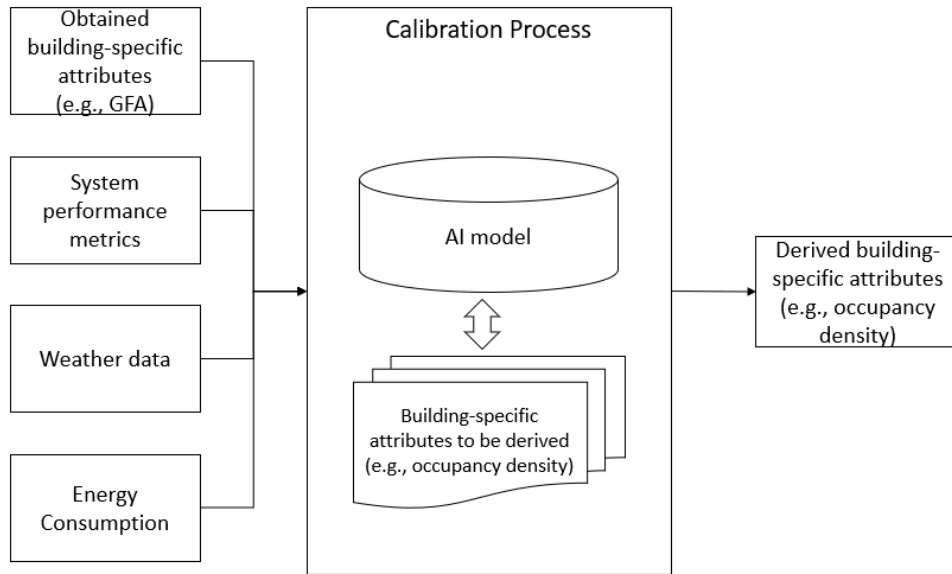 Obtained
building-specific
attributes
(e.g., GFA)
System
performance
metrics
Weather data
Energy
Consumption
Calibration Process
AI model
Building-specific
attributes to be derived
(e.g., occupancy density)
Derived building-
specific attributes
(e.g., occupancy
density)